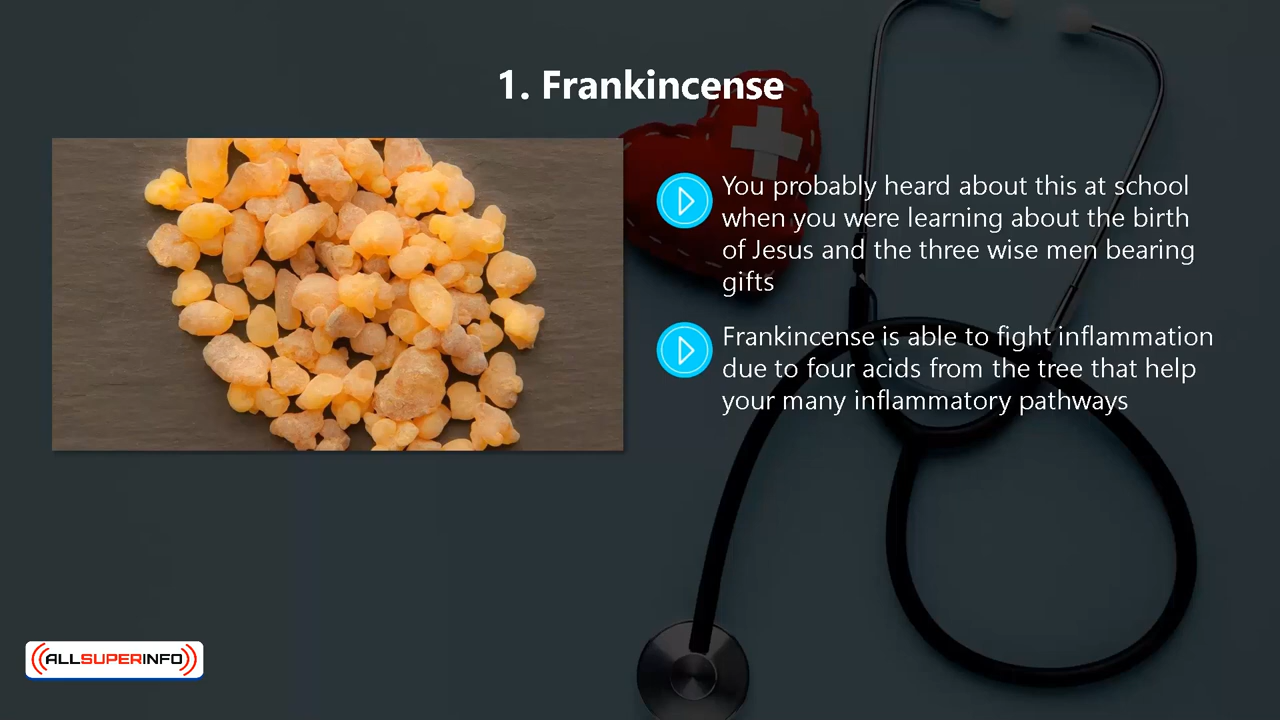 1. Frankincense
You probably heard about this at school
when you were learning about the birth
of Jesus and the three wise men bearing
gifts
Frankincense is able to fight inflammation
due to four acids from the tree that help
your many inflammatory pathways
ALLSUPERINFO